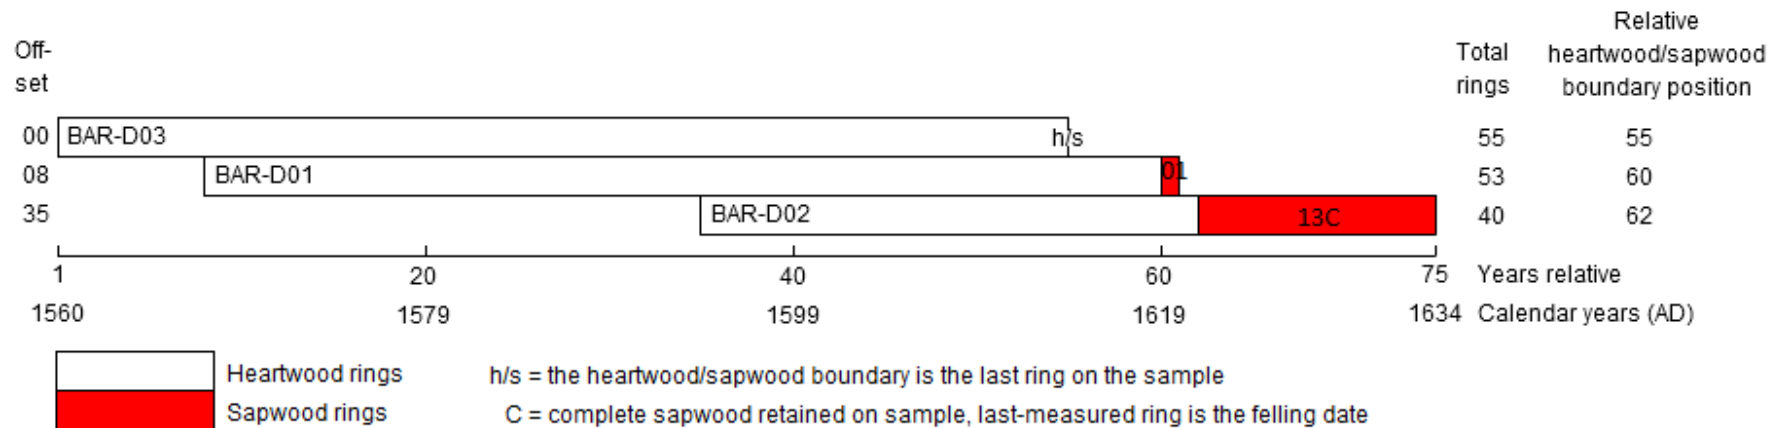 Off-
set
Total
rings
Relative
heartwood/sapwood
boundary position
00 BAR-D03 h/s 55 55
08 BAR-D01 01 53 60
35 BAR-D02 13C 40 62
1 20 40 60 75 Years relative
1560 1579 1599 1619 1634 Calendar years (AD)
Heartwood rings h/s = the heartwood/sapwood boundary is the last ring on the sample
Sapwood rings C = complete sapwood retained on sample, last-measured ring is the felling date